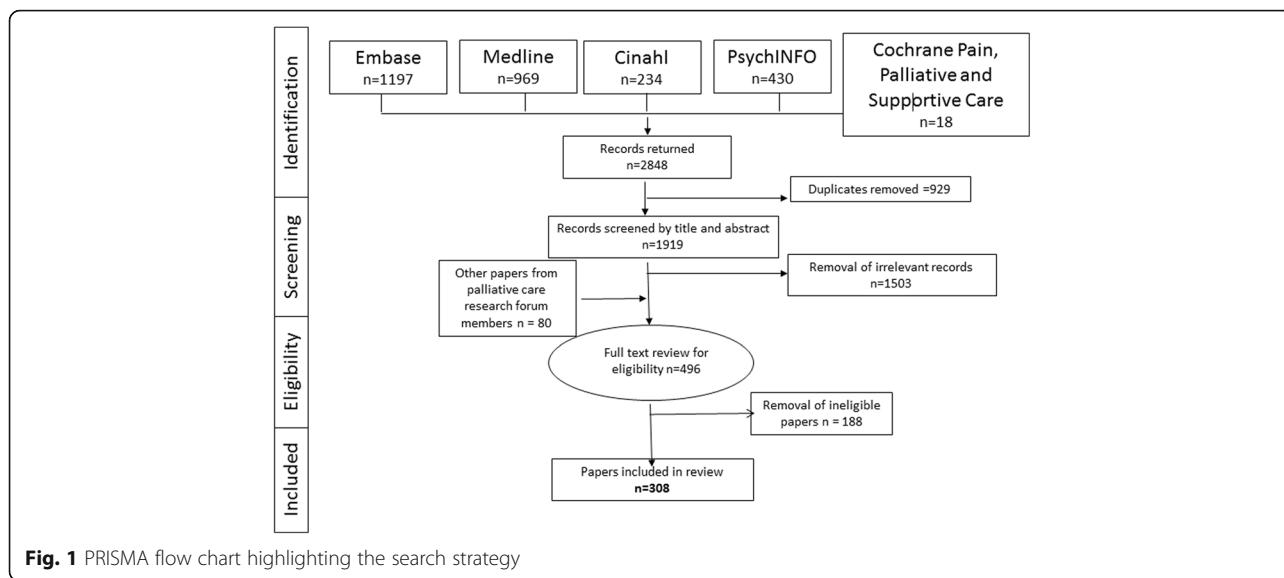 Identification
Embase
n=1197
Medline
n=969
Cinahl
n=234
PsychINFO
n=430
Cochrane Pain,
Palliative and
Supportive Care
n=18
Records returned
n=2848
Duplicates removed =929
Screening
Records screened by title and abstract
n=1919
Removal of irrelevant records
n=1503
Other papers from
palliative care
research forum
members n = 80
Eligibility
Full text review for
eligibility n=496
Removal of ineligible
papers n = 188
Included
Papers included in review
n=308
Fig. 1 PRISMA flow chart highlighting the search strategy